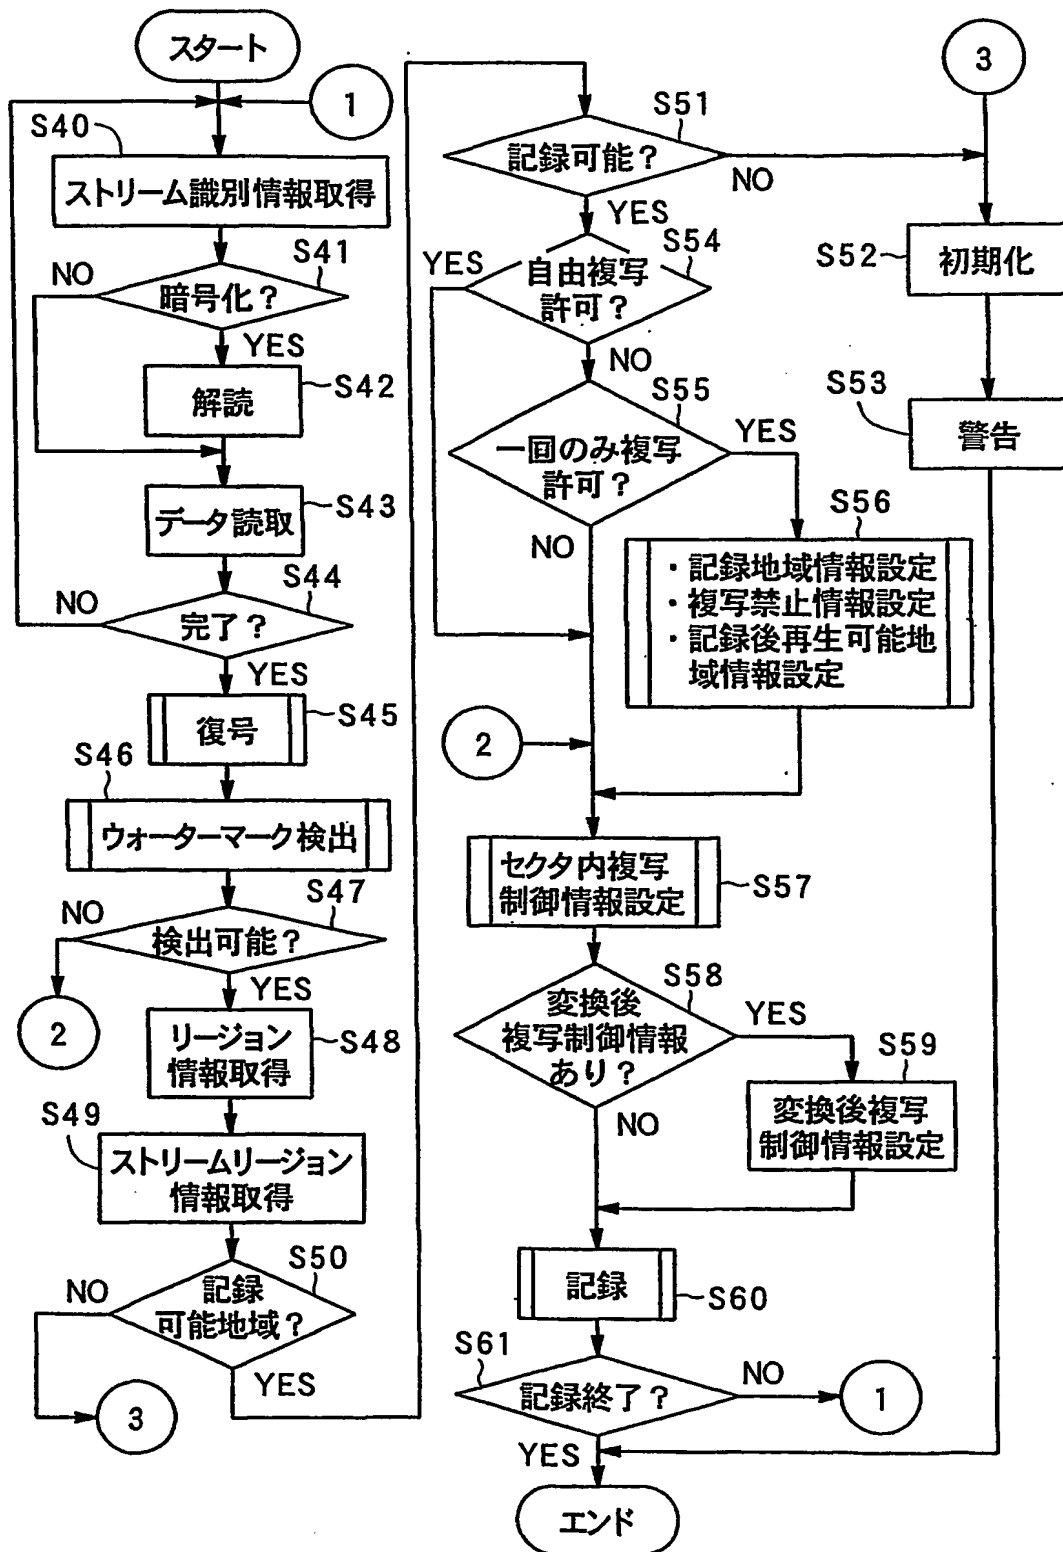 スタート
1
S40
ストリーム識別情報取得
S41
NO
暗号化？
YES
S42
解読
S43
データ読取
S44
NO
完了？
YES
S45
復号
S46
ウォーターマーク検出
S47
NO
検出可能？
YES
2
S48
リージョン
情報取得
S49
ストリームリージョン
情報取得
S50
NO
記録
可能地域？
YES
3
S51
記録可能？
NO
YES
S54
YES
自由複写
許可？
NO
S55
一回のみ複写
許可？
YES
NO
S56
・記録地域情報設定
・複写禁止情報設定
・記録後再生可能地
域情報設定
2
セクタ内複写
制御情報設定
S57
S58
変換後
複写制御情報
あり？
YES
NO
S59
変換後複写
制御情報設定
記録
S60
S61
記録終了？
NO
1
YES
エンド
3
S52
初期化
S53
警告